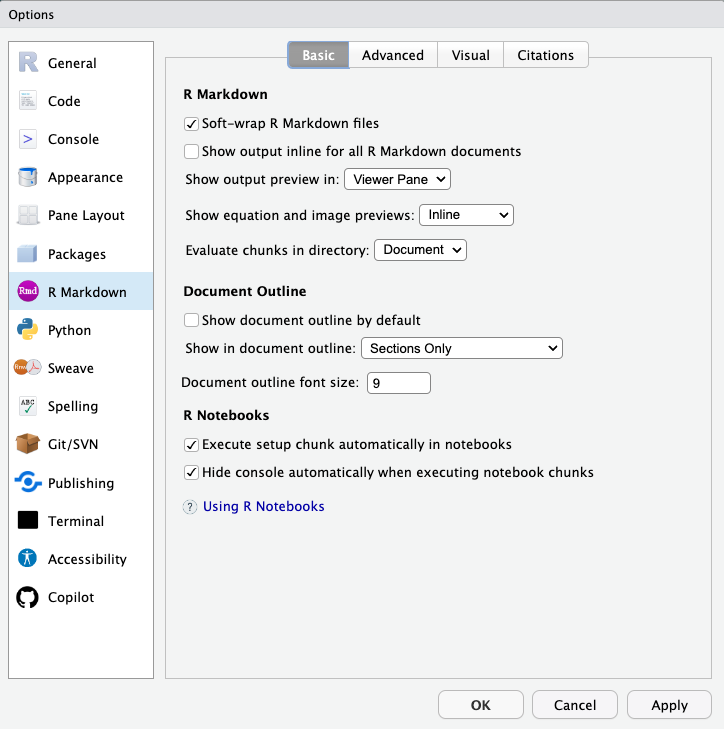 Options
General
Code
Console
Appearance
Pane Layout
Packages
R Markdown
Python
Sweave
Spelling
Git/SVN
Publishing
Terminal
Accessibility
Copilot
R
>
Rmd
Rnw
ABC
Basic Advanced Visual Citations
R Markdown
Soft-wrap R Markdown files
Show output inline for all R Markdown documents
Show output preview in: Viewer Pane
Show equation and image previews: Inline
Evaluate chunks in directory: Document
Document Outline
Show document outline by default
Show in document outline: Sections Only
Document outline font size: 9
R Notebooks
Execute setup chunk automatically in notebooks
Hide console automatically when executing notebook chunks
? Using R Notebooks
OK Cancel Apply